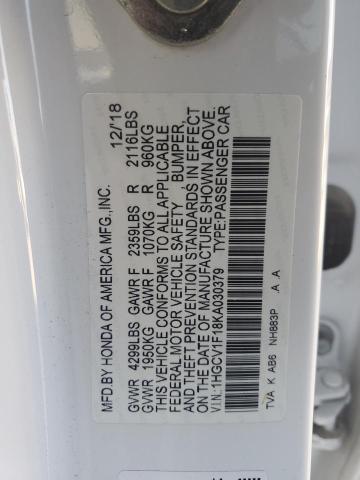 MFD.BY HONDA OF AMERICA MFG.,INC. 12/'18
GVWR 4299LBS GAWR F 2359LBS R 2116LBS
GVWR 1950KG GAWR F 1070KG R 960KG
THIS VEHICLE CONFORMS TO ALL APPLICABLE
FEDERAL MOTOR VEHICLE SAFETY, BUMPER,
AND THEFT PREVENTION STANDARDS IN EFFECT
ON THE DATE OF MANUFACTURE SHOWN ABOVE.
V.I.N.:1HGCV1F18KA030379 TYPE:PASSENGER CAR
TVA K AB6 NH883P .A .A